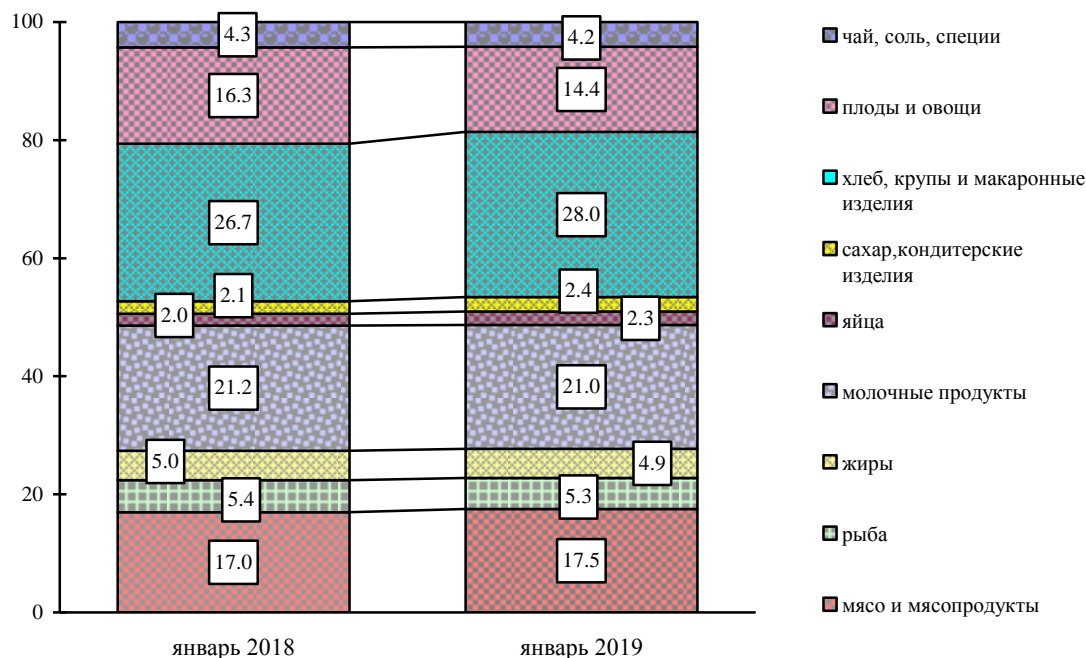 100
80
60
40
20
0
4.3
16.3
26.7
2.1
2.0
21.2
5.0
5.4
17.0
январь 2018
4.2
14.4
28.0
2.4
2.3
21.0
4.9
5.3
17.5
январь 2019
чай, соль, специи
плоды и овощи
хлеб, крупы и макаронные
изделия
сахар,кондитерские
изделия
яйца
молочные продукты
жиры
рыба
мясо и мясопродукты